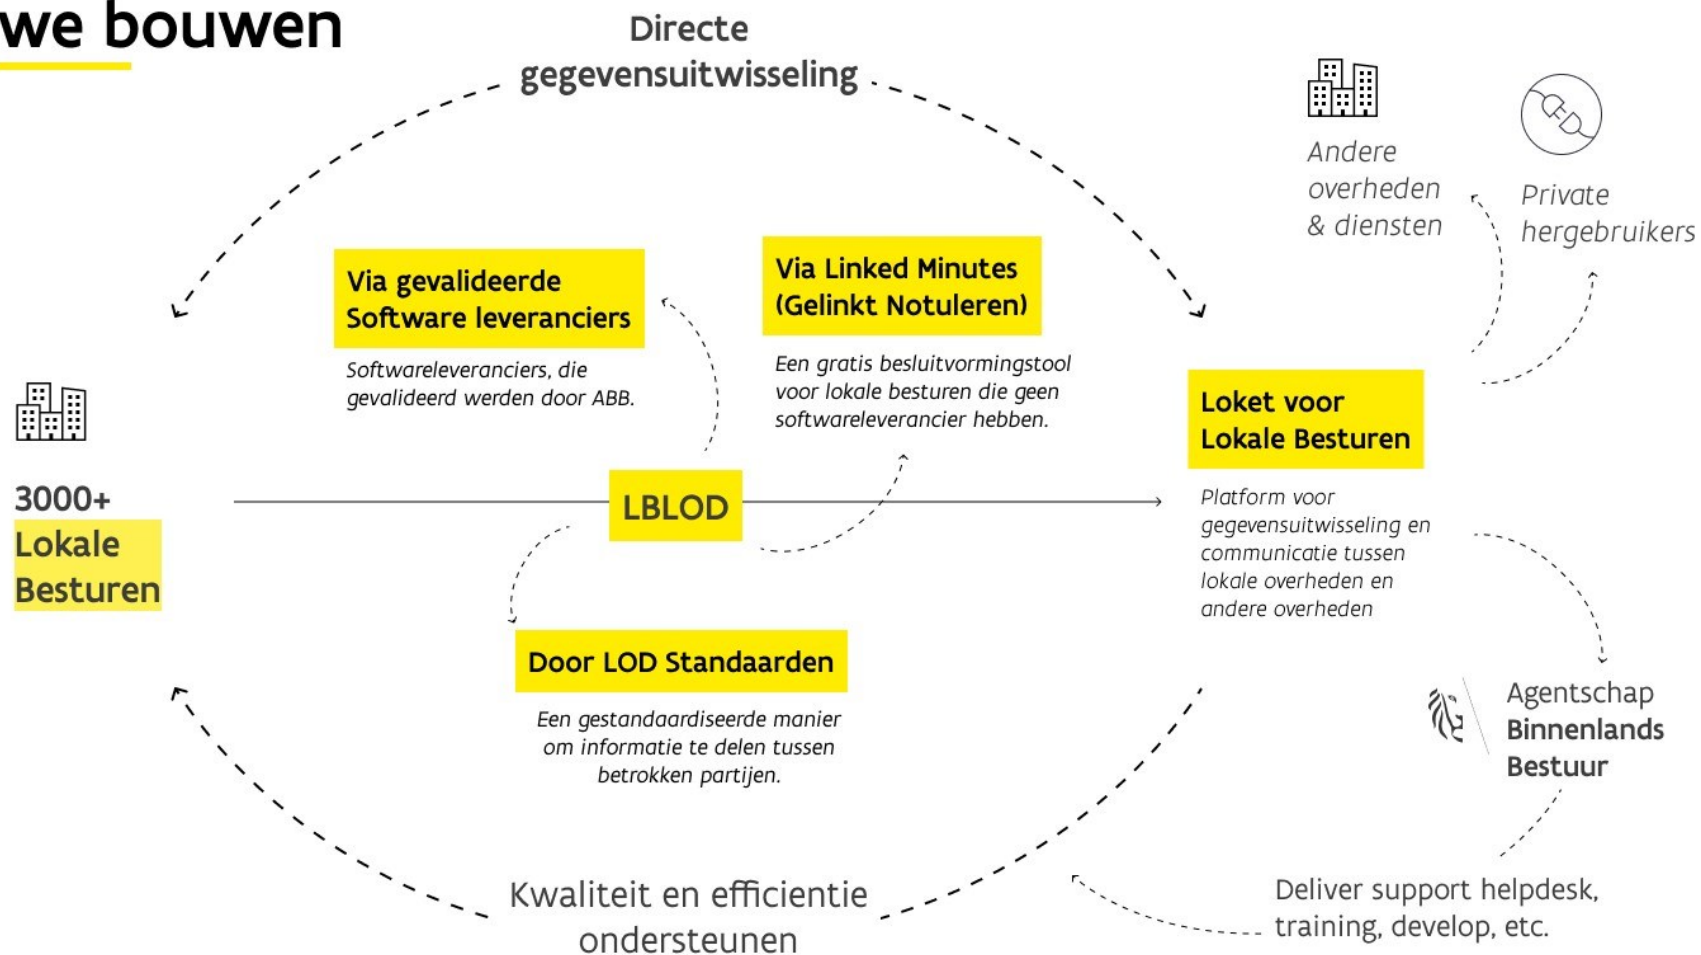 we bouwen
Directe
gegevensuitwisseling
Andere
overheden
& diensten
Private
hergebruikers
Via gevalideerde
Software leveranciers
Softwareleveranciers, die
gevalideerd werden door ABB.
Via Linked Minutes
(Gelinkt Notuleren)
Een gratis besluitvormingstool
voor lokale besturen die geen
softwareleverancier hebben.
3000+
Lokale
Besturen
LBLOD
Loket voor
Lokale Besturen
Platform voor
gegevensuitwisseling en
communicatie tussen
lokale overheden en
andere overheden
Door LOD Standaarden
Een gestandaardiseerde manier
om informatie te delen tussen
betrokken partijen.
Agentschap
Binnenlands
Bestuur
Kwaliteit en efficientie
ondersteunen
Deliver support helpdesk,
training, develop, etc.